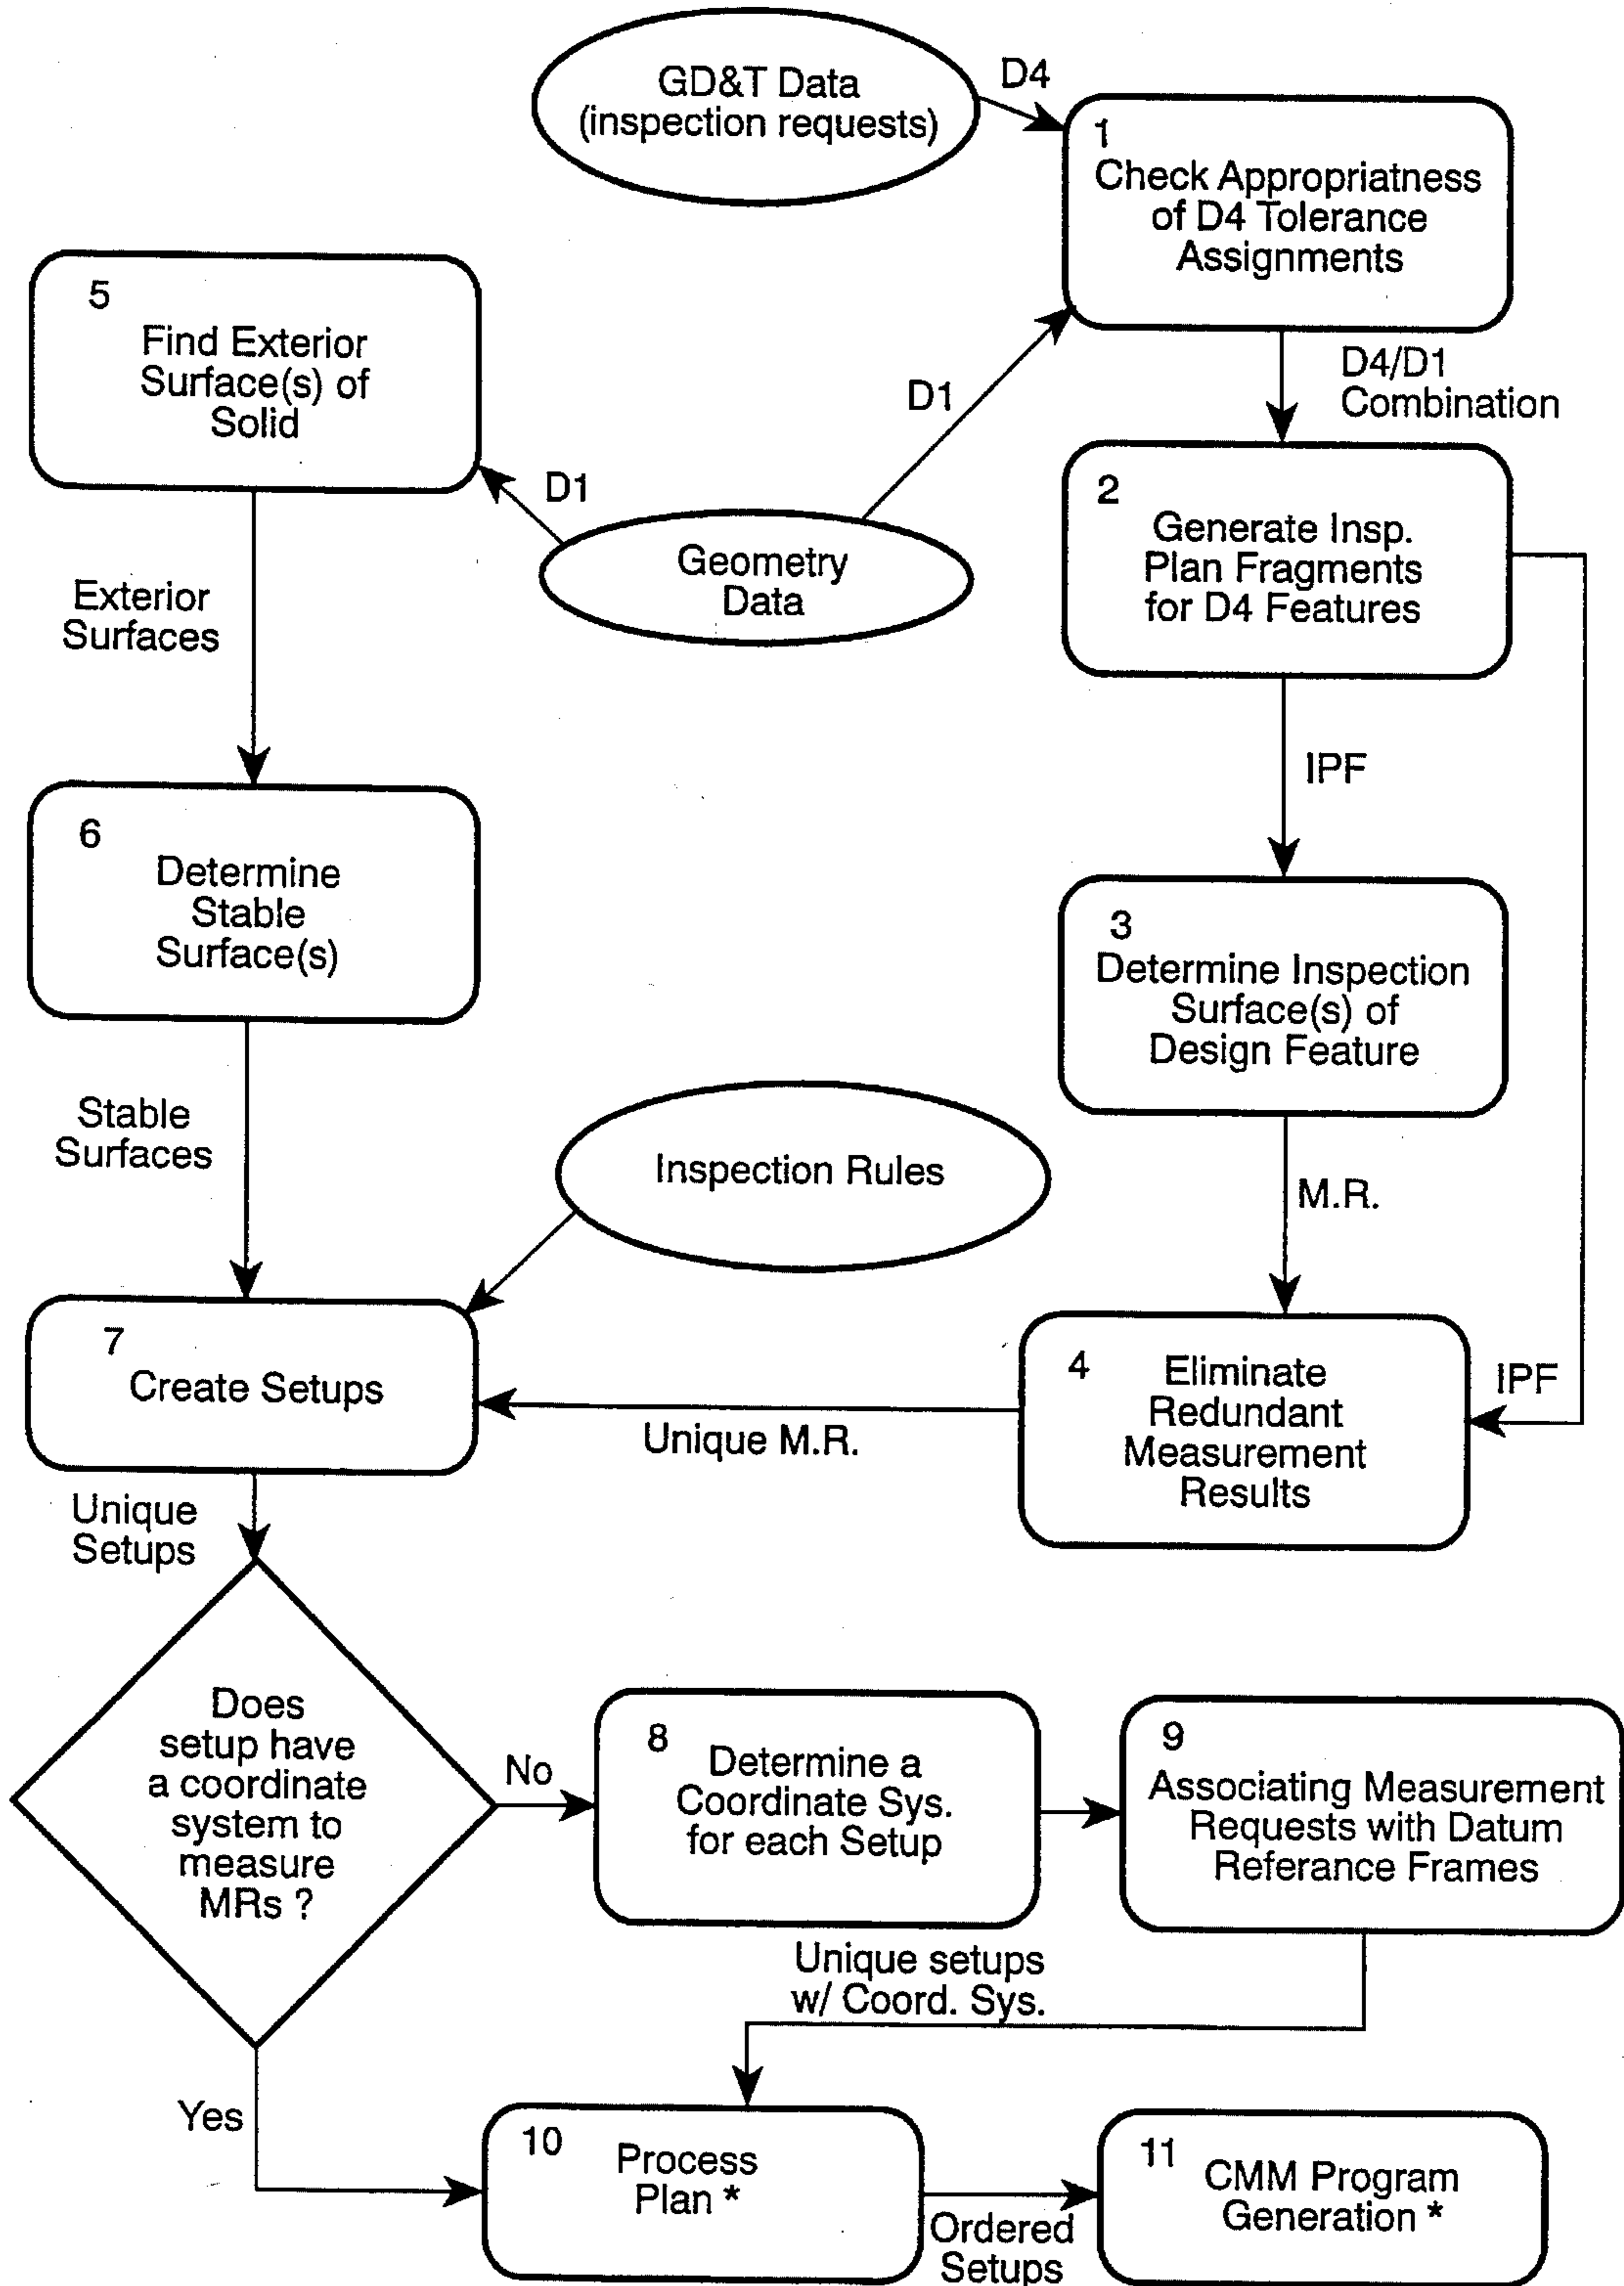 GD&T Data
(inspection requests)
D4
1
Check Appropriatness
of D4 Tolerance
Assignments
5
Find Exterior
Surface(s) of
Solid
D1
D1
D4/D1
Combination
Geometry
Data
2
Generate Insp.
Plan Fragments
for D4 Features
Exterior
Surfaces
IPF
6
Determine
Stable
Surface(s)
3
Determine Inspection
Surface(s) of
Design Feature
Stable
Surfaces
Inspection Rules
M.R.
7
Create Setups
Unique M.R.
4
Eliminate
Redundant
Measurement
Results
IPF
Unique
Setups
Does
setup have
a coordinate
system to
measure
MRs ?
No
8
Determine a
Coordinate Sys.
for each Setup
9
Associating Measurement
Requests with Datum
Referance Frames
Unique setups
w/ Coord. Sys.
Yes
10
Process
Plan *
Ordered
Setups
11
CMM Program
Generation *